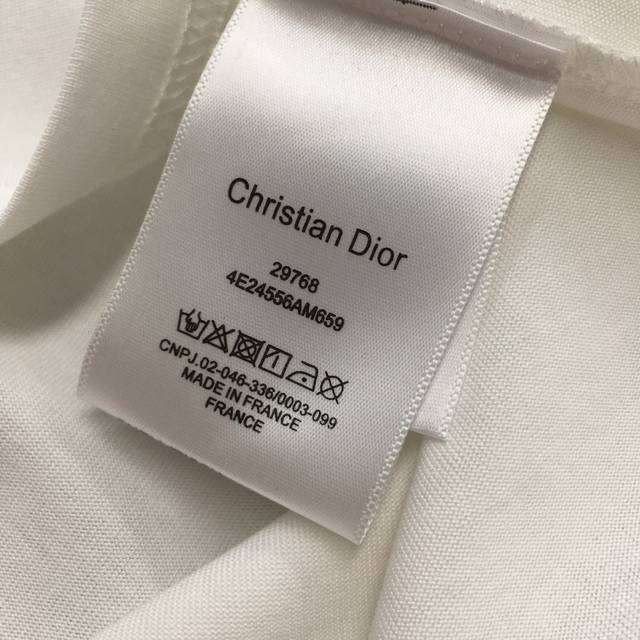 Christian Dior
29768
4E24556AM659
CNPJ.02-046-336/0003-099
MADE IN FRANCE
FRANCE